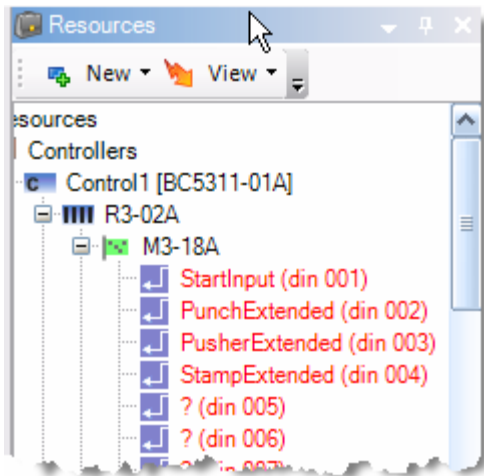 Resources
New View
esources
Controllers
c Control1 [BC5311-01A]
R3-02A
M3-18A
StartInput (din 001)
PunchExtended (din 002)
PusherExtended (din 003)
StampExtended (din 004)
? (din 005)
? (din 006)